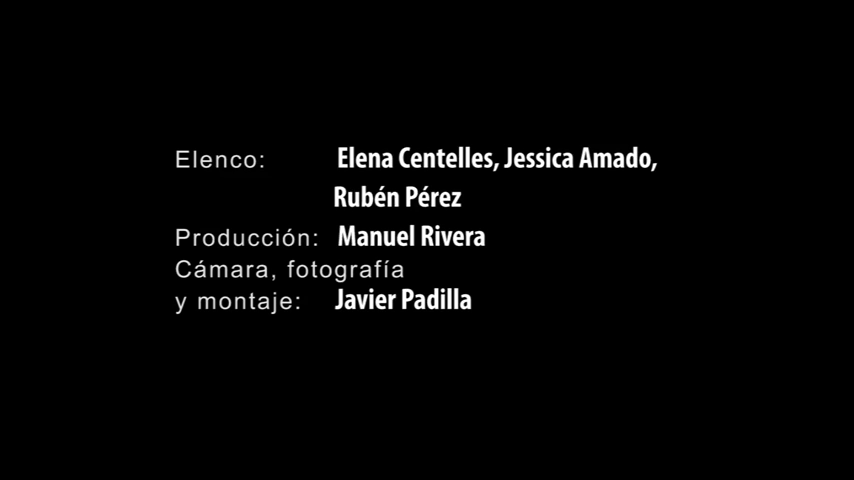 Elenco: Elena Centelles, Jessica Amado,
Rubén Pérez
Producción: Manuel Rivera
Cámara, fotografía
y montaje: Javier Padilla